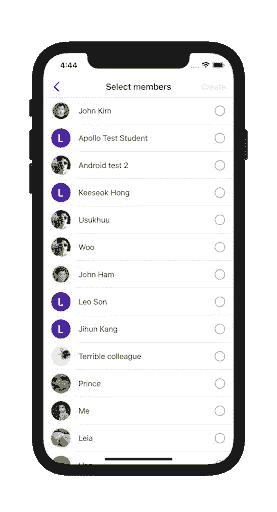 4:44
Select members
Create
John Kim
Apollo Test Student
L
Android test 2
Keeseok Hong
L
Usukhuu
Woo
John Ham
Leo Son
L
Jihun Kang
L
Terrible colleague
Prince
Me
Leia